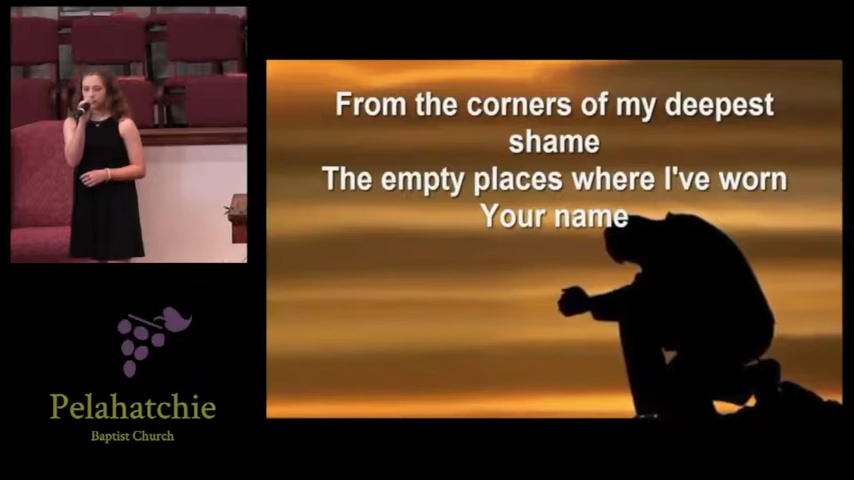 From the corners of my deepest
shame
The empty places where I've worn
Your name
Pelahatchie
Baptist Church